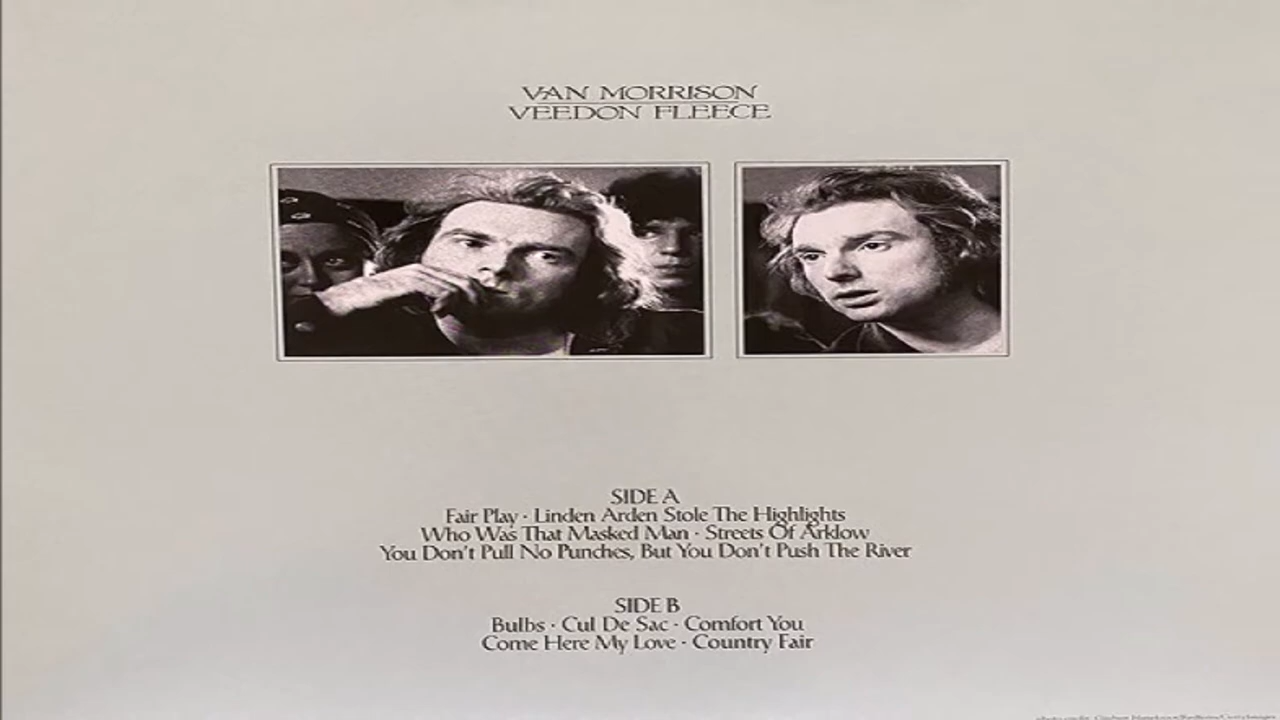 VAN MORRISON
VEEDON FLEECE
SIDE A
Fair Play · Linden Arden Stole The Highlights
Who Was That Masked Man · Streets Of Arklow
You Don't Pull No Punches, But You Don't Push The River
SIDE B
Bulbs · Cul De Sac · Comfort You
Come Here My Love · Country Fair